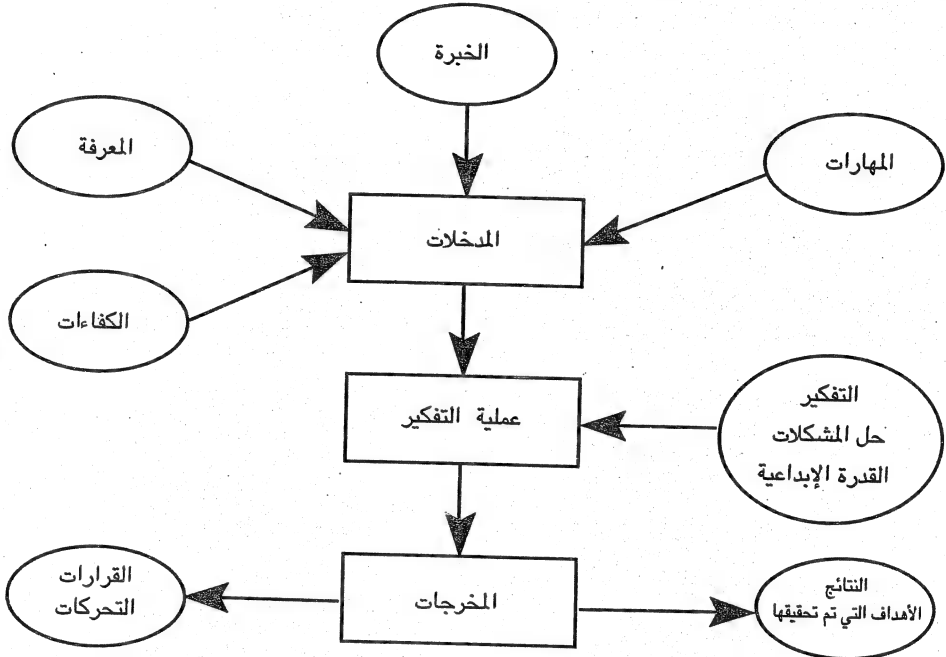 الخبرة
المعرفة
المهارات
المدخلات
الكفاءات
عملية التفكير
التفكير
حل المشكلات
القدرة الإبداعية
القرارات
التحركات
المخرجات
النتائج
الأهداف التي تم تحقيقها